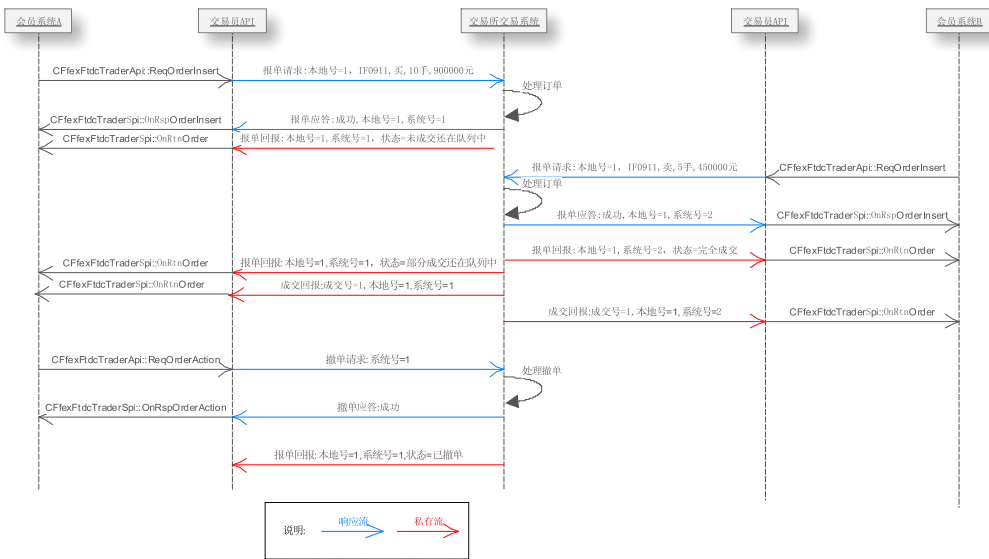 会员系统A
交易员API
交易所交易系统
交易员API
会员系统B
CFfexFtdcTraderApi::ReqOrderInsert
报单请求:本地号=1，IF0911,买,10手,900000元
处理订单
CFfexFtdcTraderSpi::OnRspOrderInsert
报单应答:成功,本地号=1,系统号=1
CFfexFtdcTraderSpi::OnRtnOrder
报单回报:本地号=1,系统号=1，状态=未成交还在队列中
报单请求:本地号=1，IF0911,卖,5手,450000元
CFfexFtdcTraderApi::ReqOrderInsert
处理订单
报单应答:成功,本地号=1,系统号=2
CFfexFtdcTraderSpi::OnRspOrderInsert
报单回报:本地号=1,系统号=2，状态=完全成交
CFfexFtdcTraderSpi::OnRtnOrder
CFfexFtdcTraderSpi::OnRtnOrder
报单回报:本地号=1,系统号=1，状态=部分成交还在队列中
CFfexFtdcTraderSpi::OnRtnOrder
成交回报:成交号=1,本地号=1,系统号=1
成交回报:成交号=1,本地号=1,系统号=2
CFfexFtdcTraderSpi::OnRtnOrder
CFfexFtdcTraderApi::ReqOrderAction
撤单请求:系统号=1
处理撤单
CFfexFtdcTraderSpi::OnRspOrderAction
撤单应答:成功
报单回报:本地号=1,系统号=1,状态=已撤单
说明:
响应流
私有流